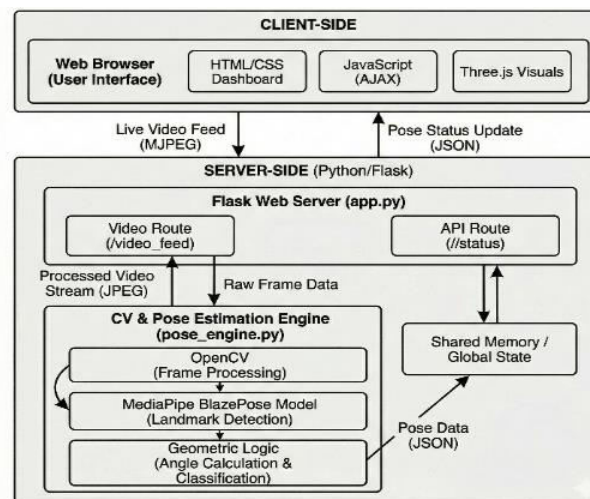 CLIENT-SIDE
Web Browser
(User Interface)
HTML/CSS
Dashboard
JavaScript
(AJAX)
Three.js Visuals
Live Video Feed
(MJPEG)
Pose Status Update
(JSON)
SERVER-SIDE (Python/Flask)
Flask Web Server (app.py)
Video Route
(/video_feed)
API Route
(//status)
Processed Video
Stream (JPEG)
Raw Frame Data
CV & Pose Estimation Engine
(pose_engine.py)
OpenCV
(Frame Processing)
MediaPipe BlazePose Model
(Landmark Detection)
Geometric Logic
(Angle Calculation &
Classification)
Shared Memory /
Global State
Pose Data
(JSON)